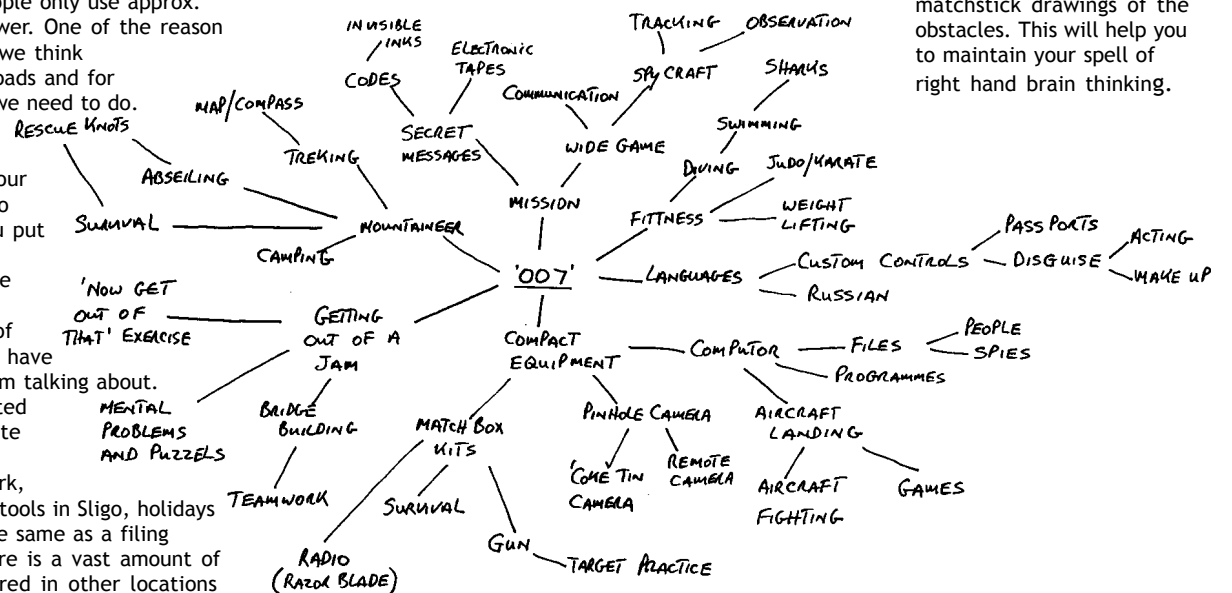 ople only use approx.
wer. One of the reason
we think
oads and for
we need to do.
our
o
u put
e
of
have
m talking about.
ted
te
rk,
tools in Sligo, holidays
e same as a filing
re is a vast amount of
red in other locations
matchstick drawings of the
obstacles. This will help you
to maintain your spell of
right hand brain thinking.
'007'
MISSION
SECRET
MESSAGES
CODES
INVISIBLE
INKS
ELECTRONIC
TAPES
WIDE GAME
COMMUNICATION
SPYCRAFT
TRACKING
OBSERVATION
FITTNESS
DIVING
SWIMMING
SHARKS
JUDO/KARATE
WEIGHT
LIFTING
LANGUAGES
CUSTOM CONTROLS
PASSPORTS
DISGUISE
ACTING
MAKE UP
RUSSIAN
COMPACT
EQUIPMENT
COMPUTOR
FILES
PEOPLE
SPIES
PROGRAMMES
AIRCRAFT
LANDING
AIRCRAFT
FIGHTING
GAMES
PINHOLE CAMERA
'COKE TIN
CAMERA
REMOTE
CAMERA
MATCH BOX
KITS
RADIO
(RAZOR BLADE)
SURVIVAL
GUN
TARGET PRACTICE
GETTING
OUT OF A
JAM
'NOW GET
OUT OF
THAT' EXERCISE
MENTAL
PROBLEMS
AND PUZZELS
BRIDGE
BUILDING
TEAMWORK
MOUNTAINEER
TREKING
MAP/COMPASS
ABSEILING
RESCUE KNOTS
SURVIVAL
CAMPING